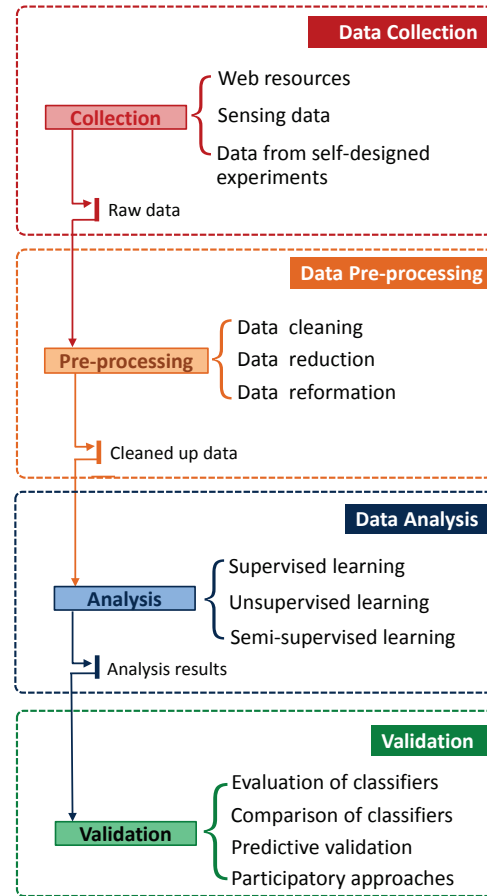 Data Collection
Web resources
Collection
Sensing data
Data from self-designed
experiments
Raw data
Data Pre-processing
Data cleaning
Pre-processing
Data reduction
Data reformation
Cleaned up data
Data Analysis
Supervised learning
Analysis
Unsupervised learning
Semi-supervised learning
Analysis results
Validation
Evaluation of classifiers
Comparison of classifiers
Validation
Predictive validation
Participatory approaches